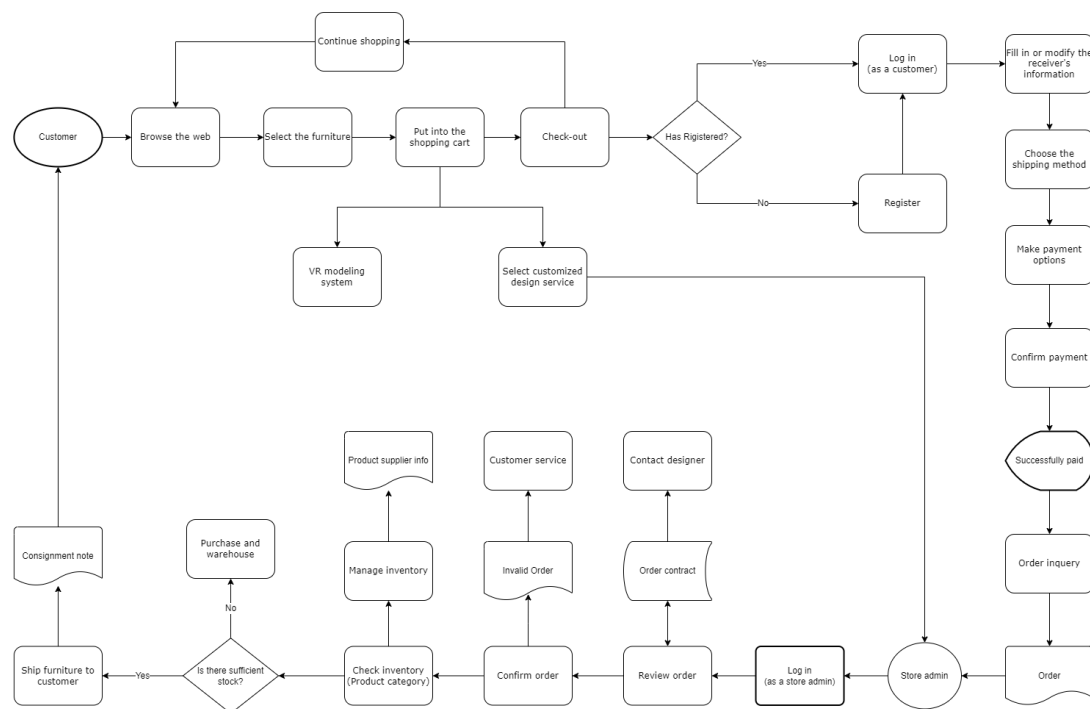 Continue shopping
Customer
Browse the web
Select the furniture
Put into the
shopping cart
Check-out
Has Rigistered?
Yes
No
Log in
(as a customer)
Register
Fill in or modify the
receiver's
information
Choose the
shipping method
Make payment
options
Confirm payment
Successfully paid
Order inquery
Order
VR modeling
system
Select customized
design service
Store admin
Log in
(as a store admin)
Review order
Order contract
Contact designer
Confirm order
Invalid Order
Customer service
Check inventory
(Product category)
Manage inventory
Product supplier info
Is there sufficient
stock?
No
Purchase and
warehouse
Yes
Ship furniture to
customer
Consignment note